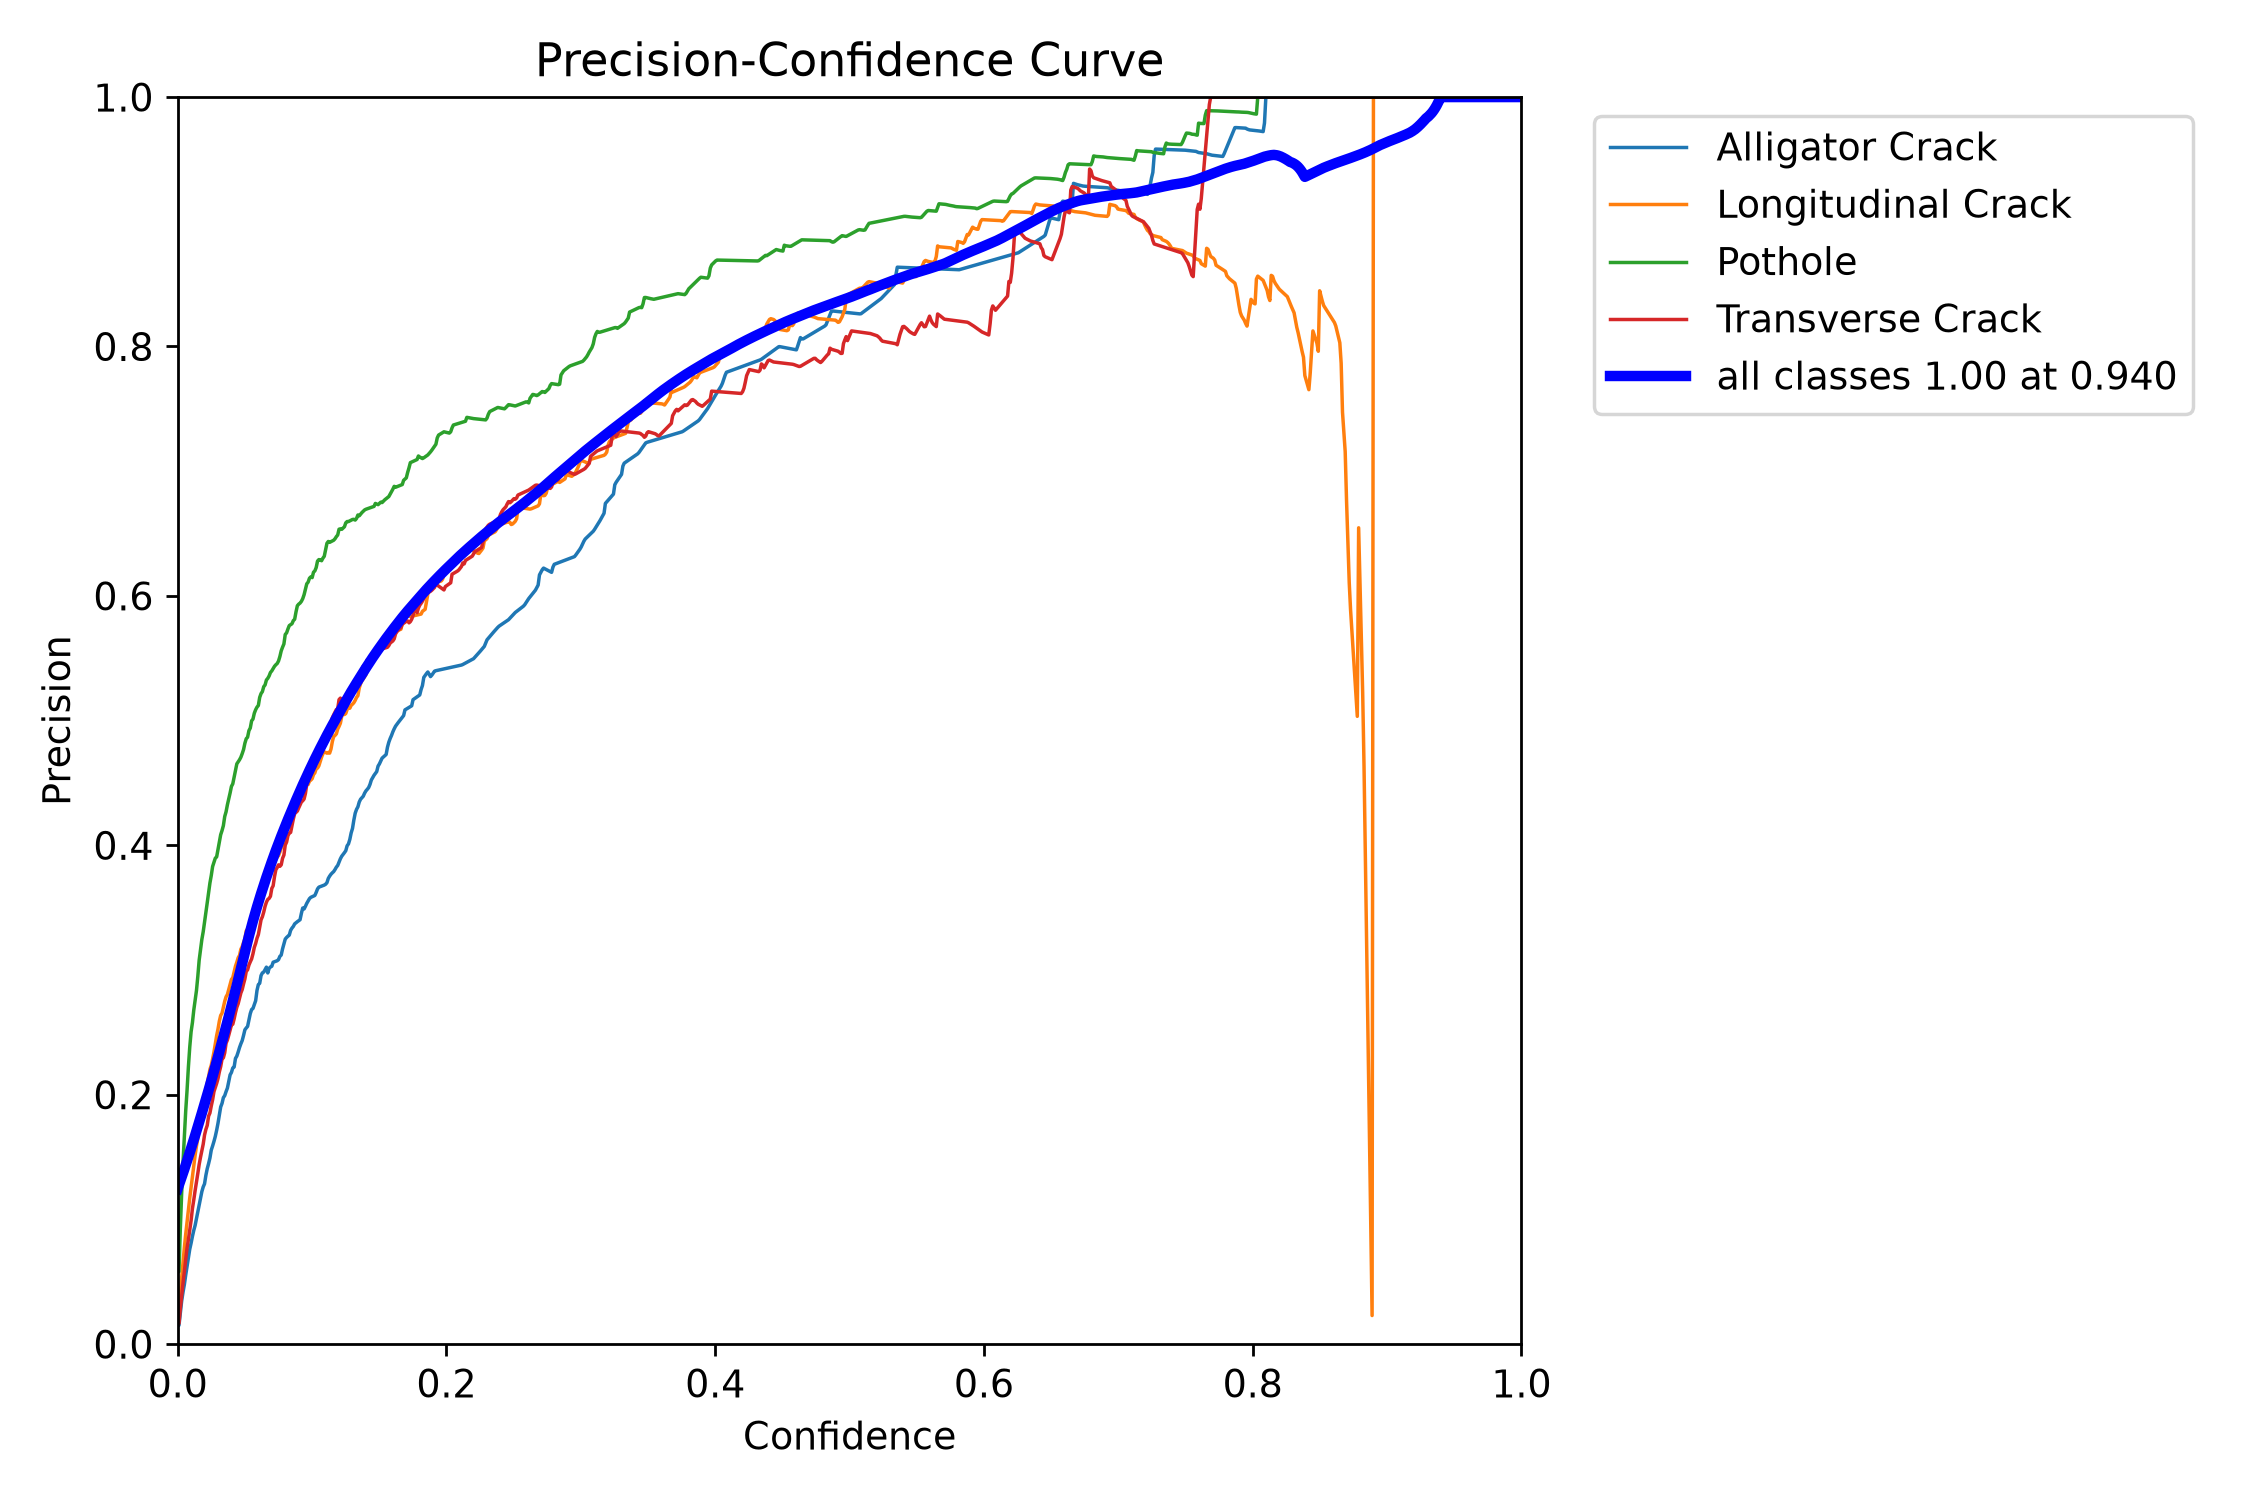 Precision-Confidence Curve
1.0
0.8
0.6
0.4
0.2
0.0
Precision
0.0 0.2 0.4 0.6 0.8 1.0
Confidence
Alligator Crack
Longitudinal Crack
Pothole
Transverse Crack
all classes 1.00 at 0.940